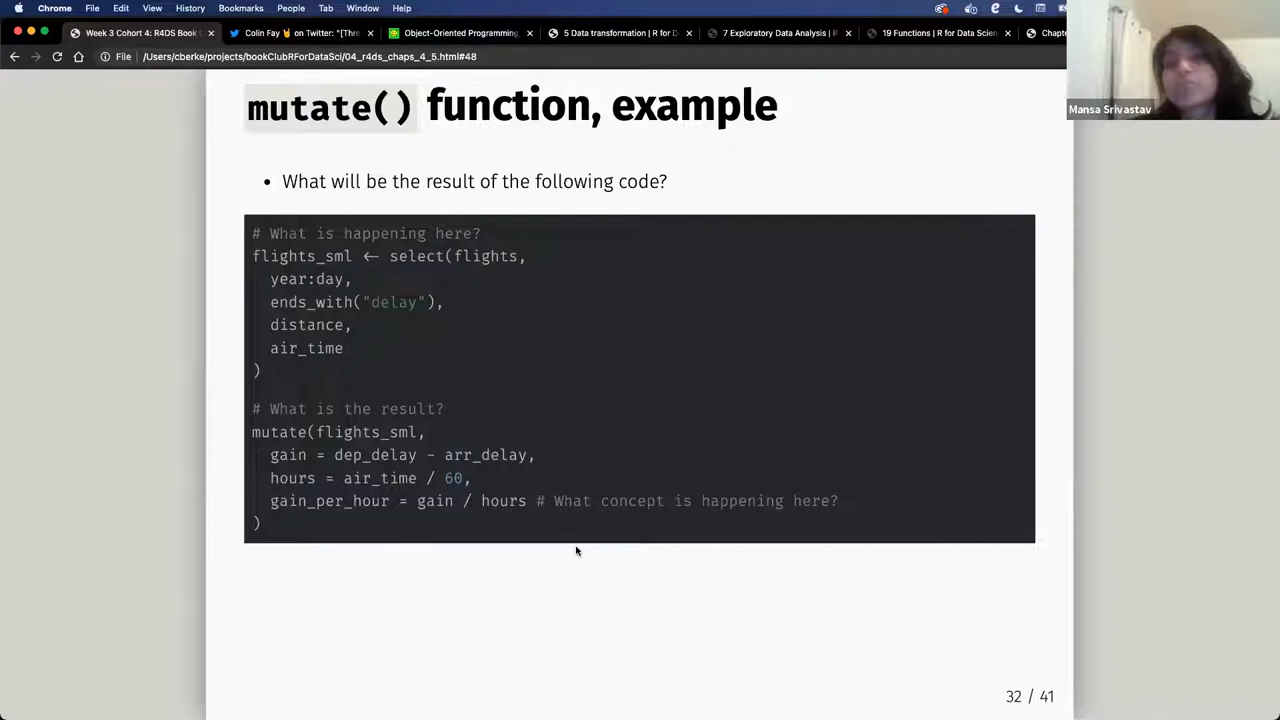 Chrome File Edit View History Bookmarks People Tab Window Help
Week 3 Cohort 4: R4DS Book
Colin Fay 🤘 on Twitter: "[Thre
Object-Oriented Programming,
5 Data transformation | R for D
7 Exploratory Data Analysis | R
19 Functions | R for Data Scien
Chapte
File /Users/cberke/projects/bookClubRForDataSci/04_r4ds_chaps_4_5.html#48
Mansa Srivastav
mutate() function, example
• What will be the result of the following code?
# What is happening here?
flights_sml <- select(flights,
year:day,
ends_with("delay"),
distance,
air_time
)
# What is the result?
mutate(flights_sml,
gain = dep_delay - arr_delay,
hours = air_time / 60,
gain_per_hour = gain / hours # What concept is happening here?
)
32 / 41